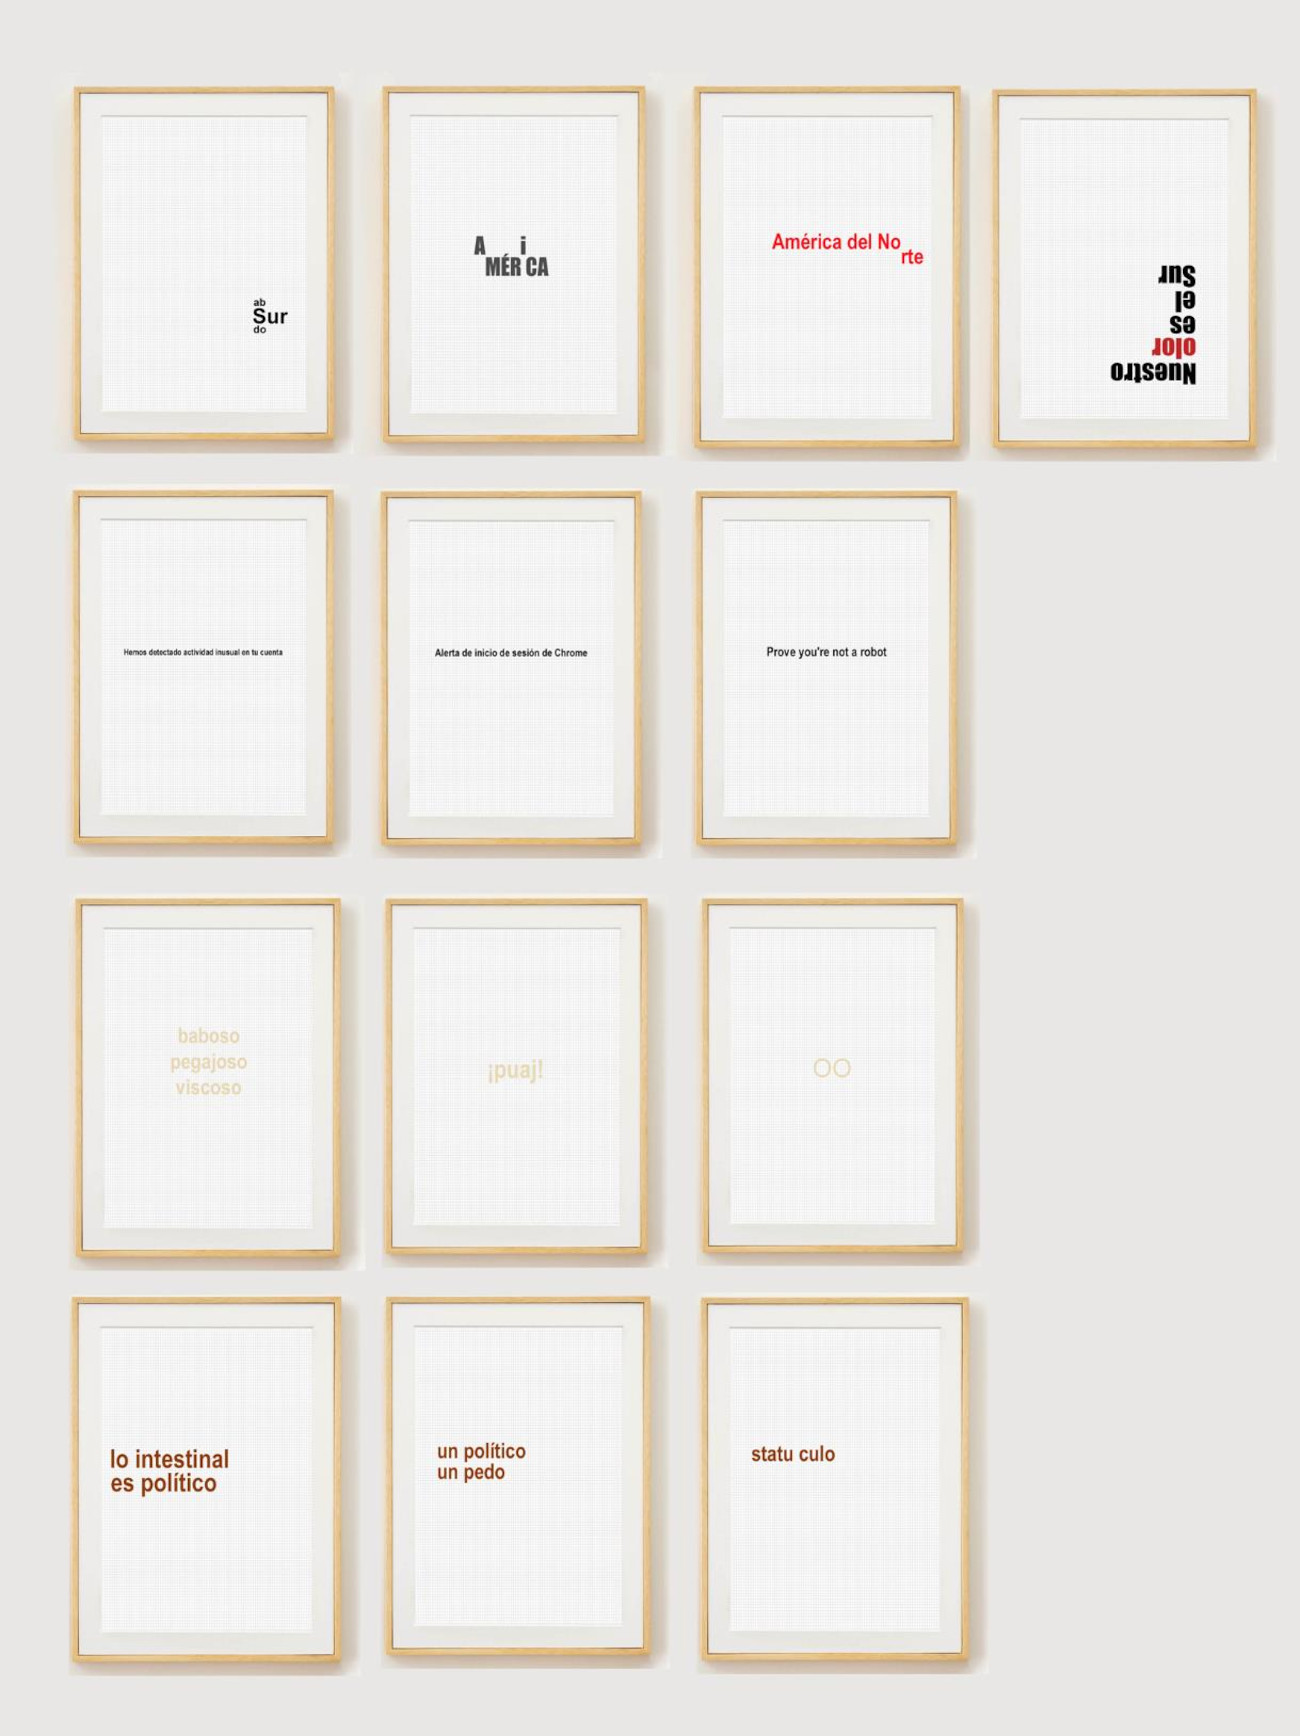 ab
Sur
do
A i
MÉR CA
América del No
rte
Nuestro
olor
es
el
Sur
Hemos detectado actividad inusual en tu cuenta
Alerta de inicio de sesión de Chrome
Prove you're not a robot
baboso
pegajoso
viscoso
¡puaj!
OO
lo intestinal
es político
un político
un pedo
statu culo